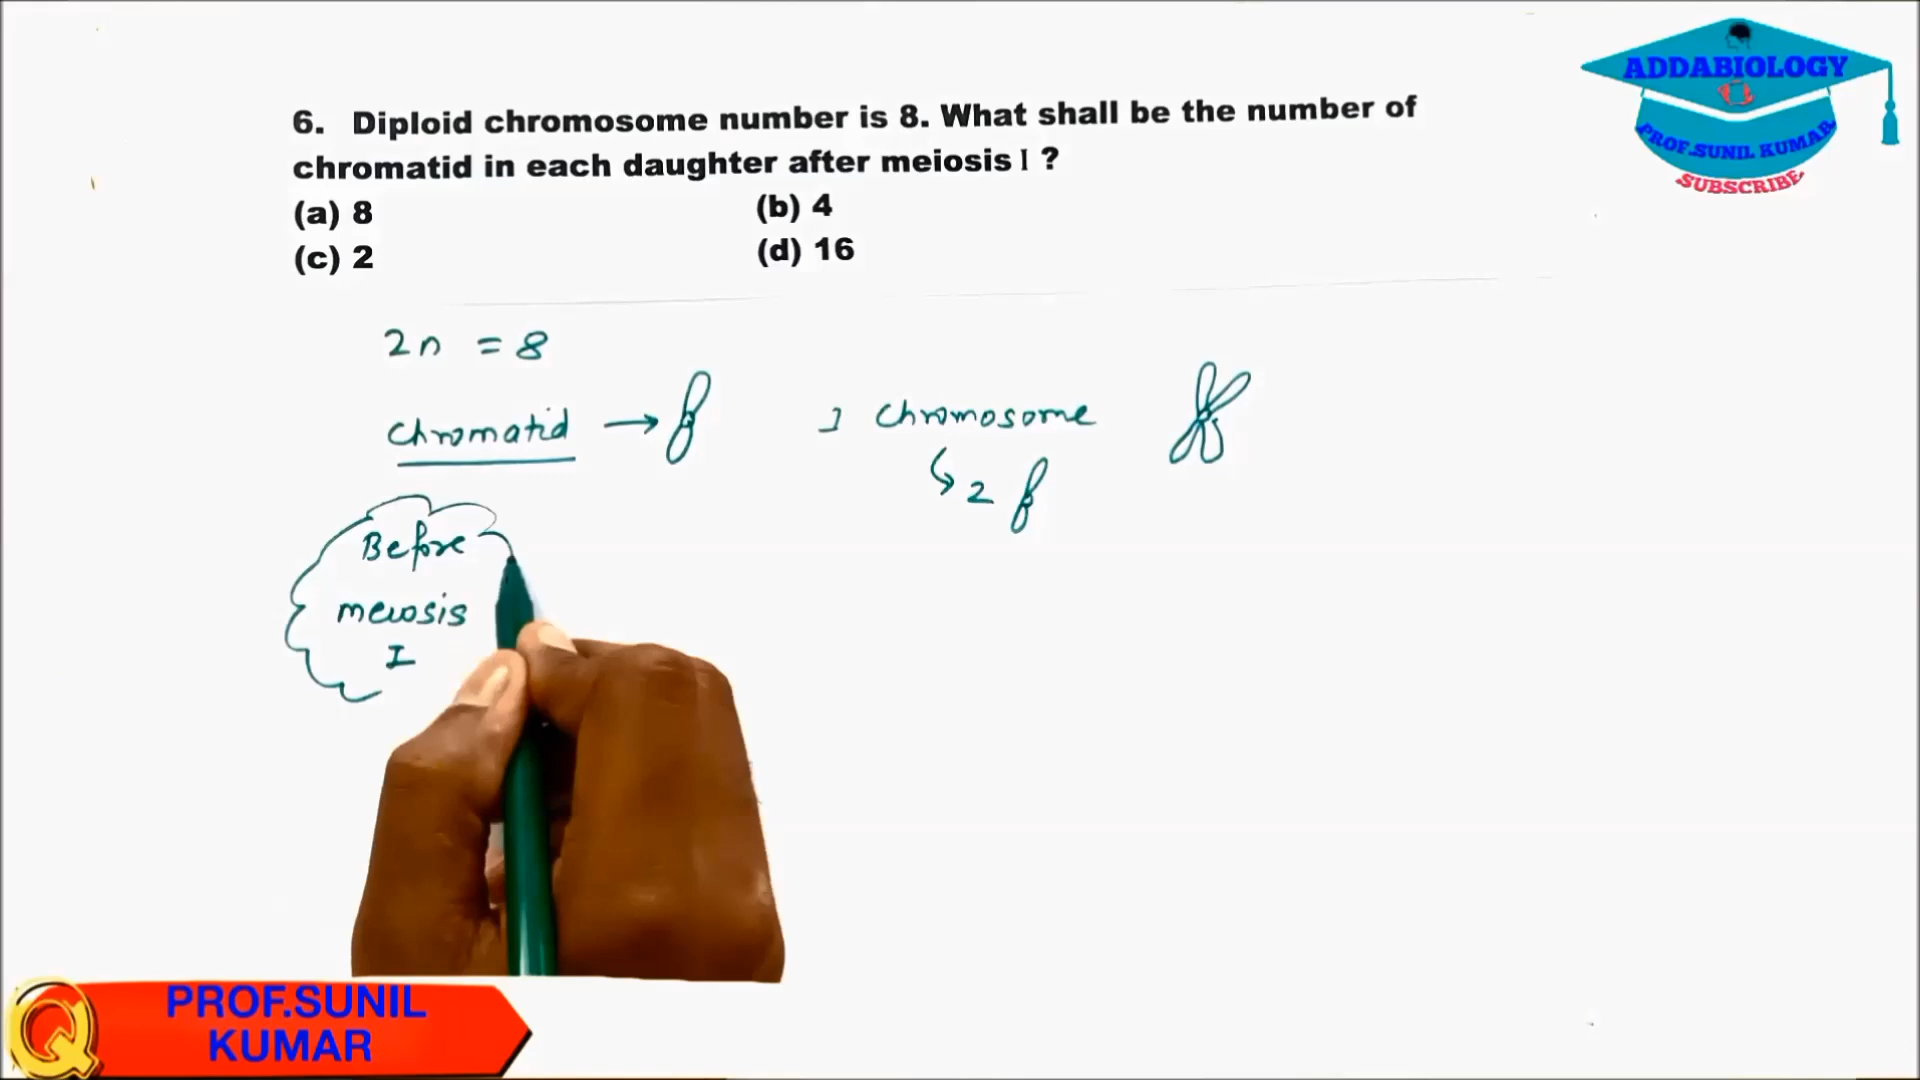 ADDABIOLOGY
PROF.SUNIL KUMAR
SUBSCRIBE
6. Diploid chromosome number is 8. What shall be the number of
chromatid in each daughter after meiosis I ?
(a) 8 (b) 4
(c) 2 (d) 16
2n = 8
chromatid → 1 chromosome
↳ 2
Before
meiosis
I
PROF.SUNIL
KUMAR